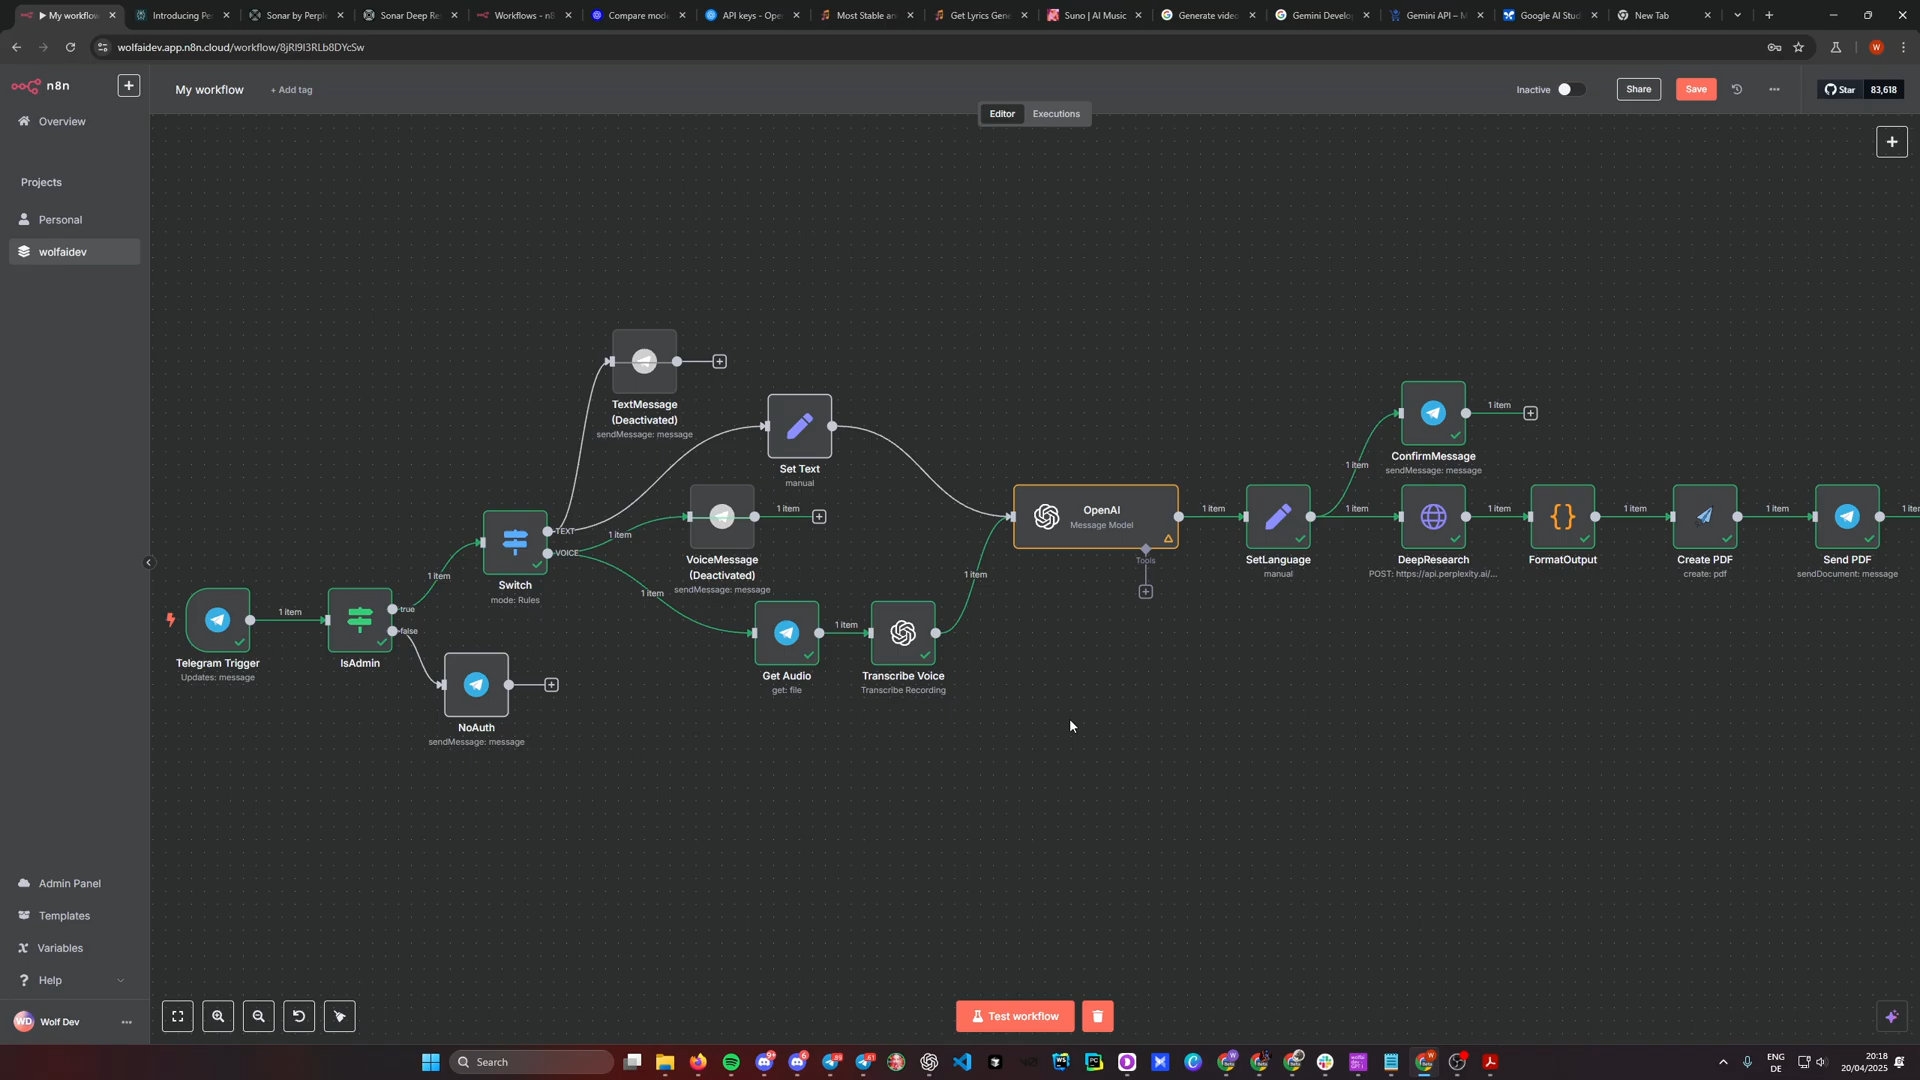 My workflow
Introducing Pe
Sonar by Perple
Sonar Deep Re
Workflows - n8
Compare mode
API keys - Ope
Most Stable an
Get Lyrics Gene
Suno | AI Music
Generate video
Gemini Develop
Gemini API – M
Google AI Stud
New Tab
wolfaidev.app.n8n.cloud/workflow/8jRI9I3RLb8DYcSw
W
n8n
My workflow
+ Add tag
Inactive
Share
Save
Star
83,618
Editor
Executions
Overview
Projects
Personal
wolfaidev
TextMessage
(Deactivated)
sendMessage: message
Set Text
manual
1 item
ConfirmMessage
sendMessage: message
1 item
TEXT
VOICE
1 item
1 item
VoiceMessage
(Deactivated)
sendMessage: message
OpenAI
Message Model
Tools
1 item
SetLanguage
manual
1 item
DeepResearch
POST: https://api.perplexity.ai/...
1 item
FormatOutput
1 item
Create PDF
create: pdf
1 item
Send PDF
sendDocument: message
1 iten
Switch
mode: Rules
1 item
1 item
1 item
Telegram Trigger
Updates: message
1 item
IsAdmin
true
false
NoAuth
sendMessage: message
Get Audio
get: file
1 item
Transcribe Voice
Transcribe Recording
Admin Panel
Templates
Variables
Help
WD
Wolf Dev
Test workflow
Search
ENG
DE
20:18
20/04/2025